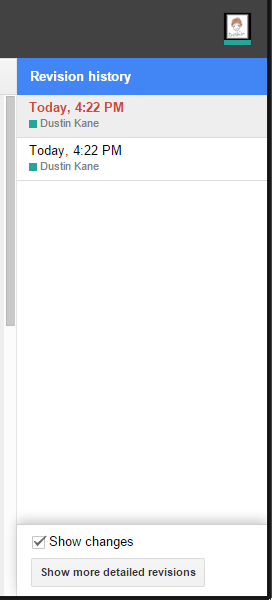 Revision history
Today, 4:22 PM
Dustin Kane
Today, 4:22 PM
Dustin Kane
Show changes
Show more detailed revisions